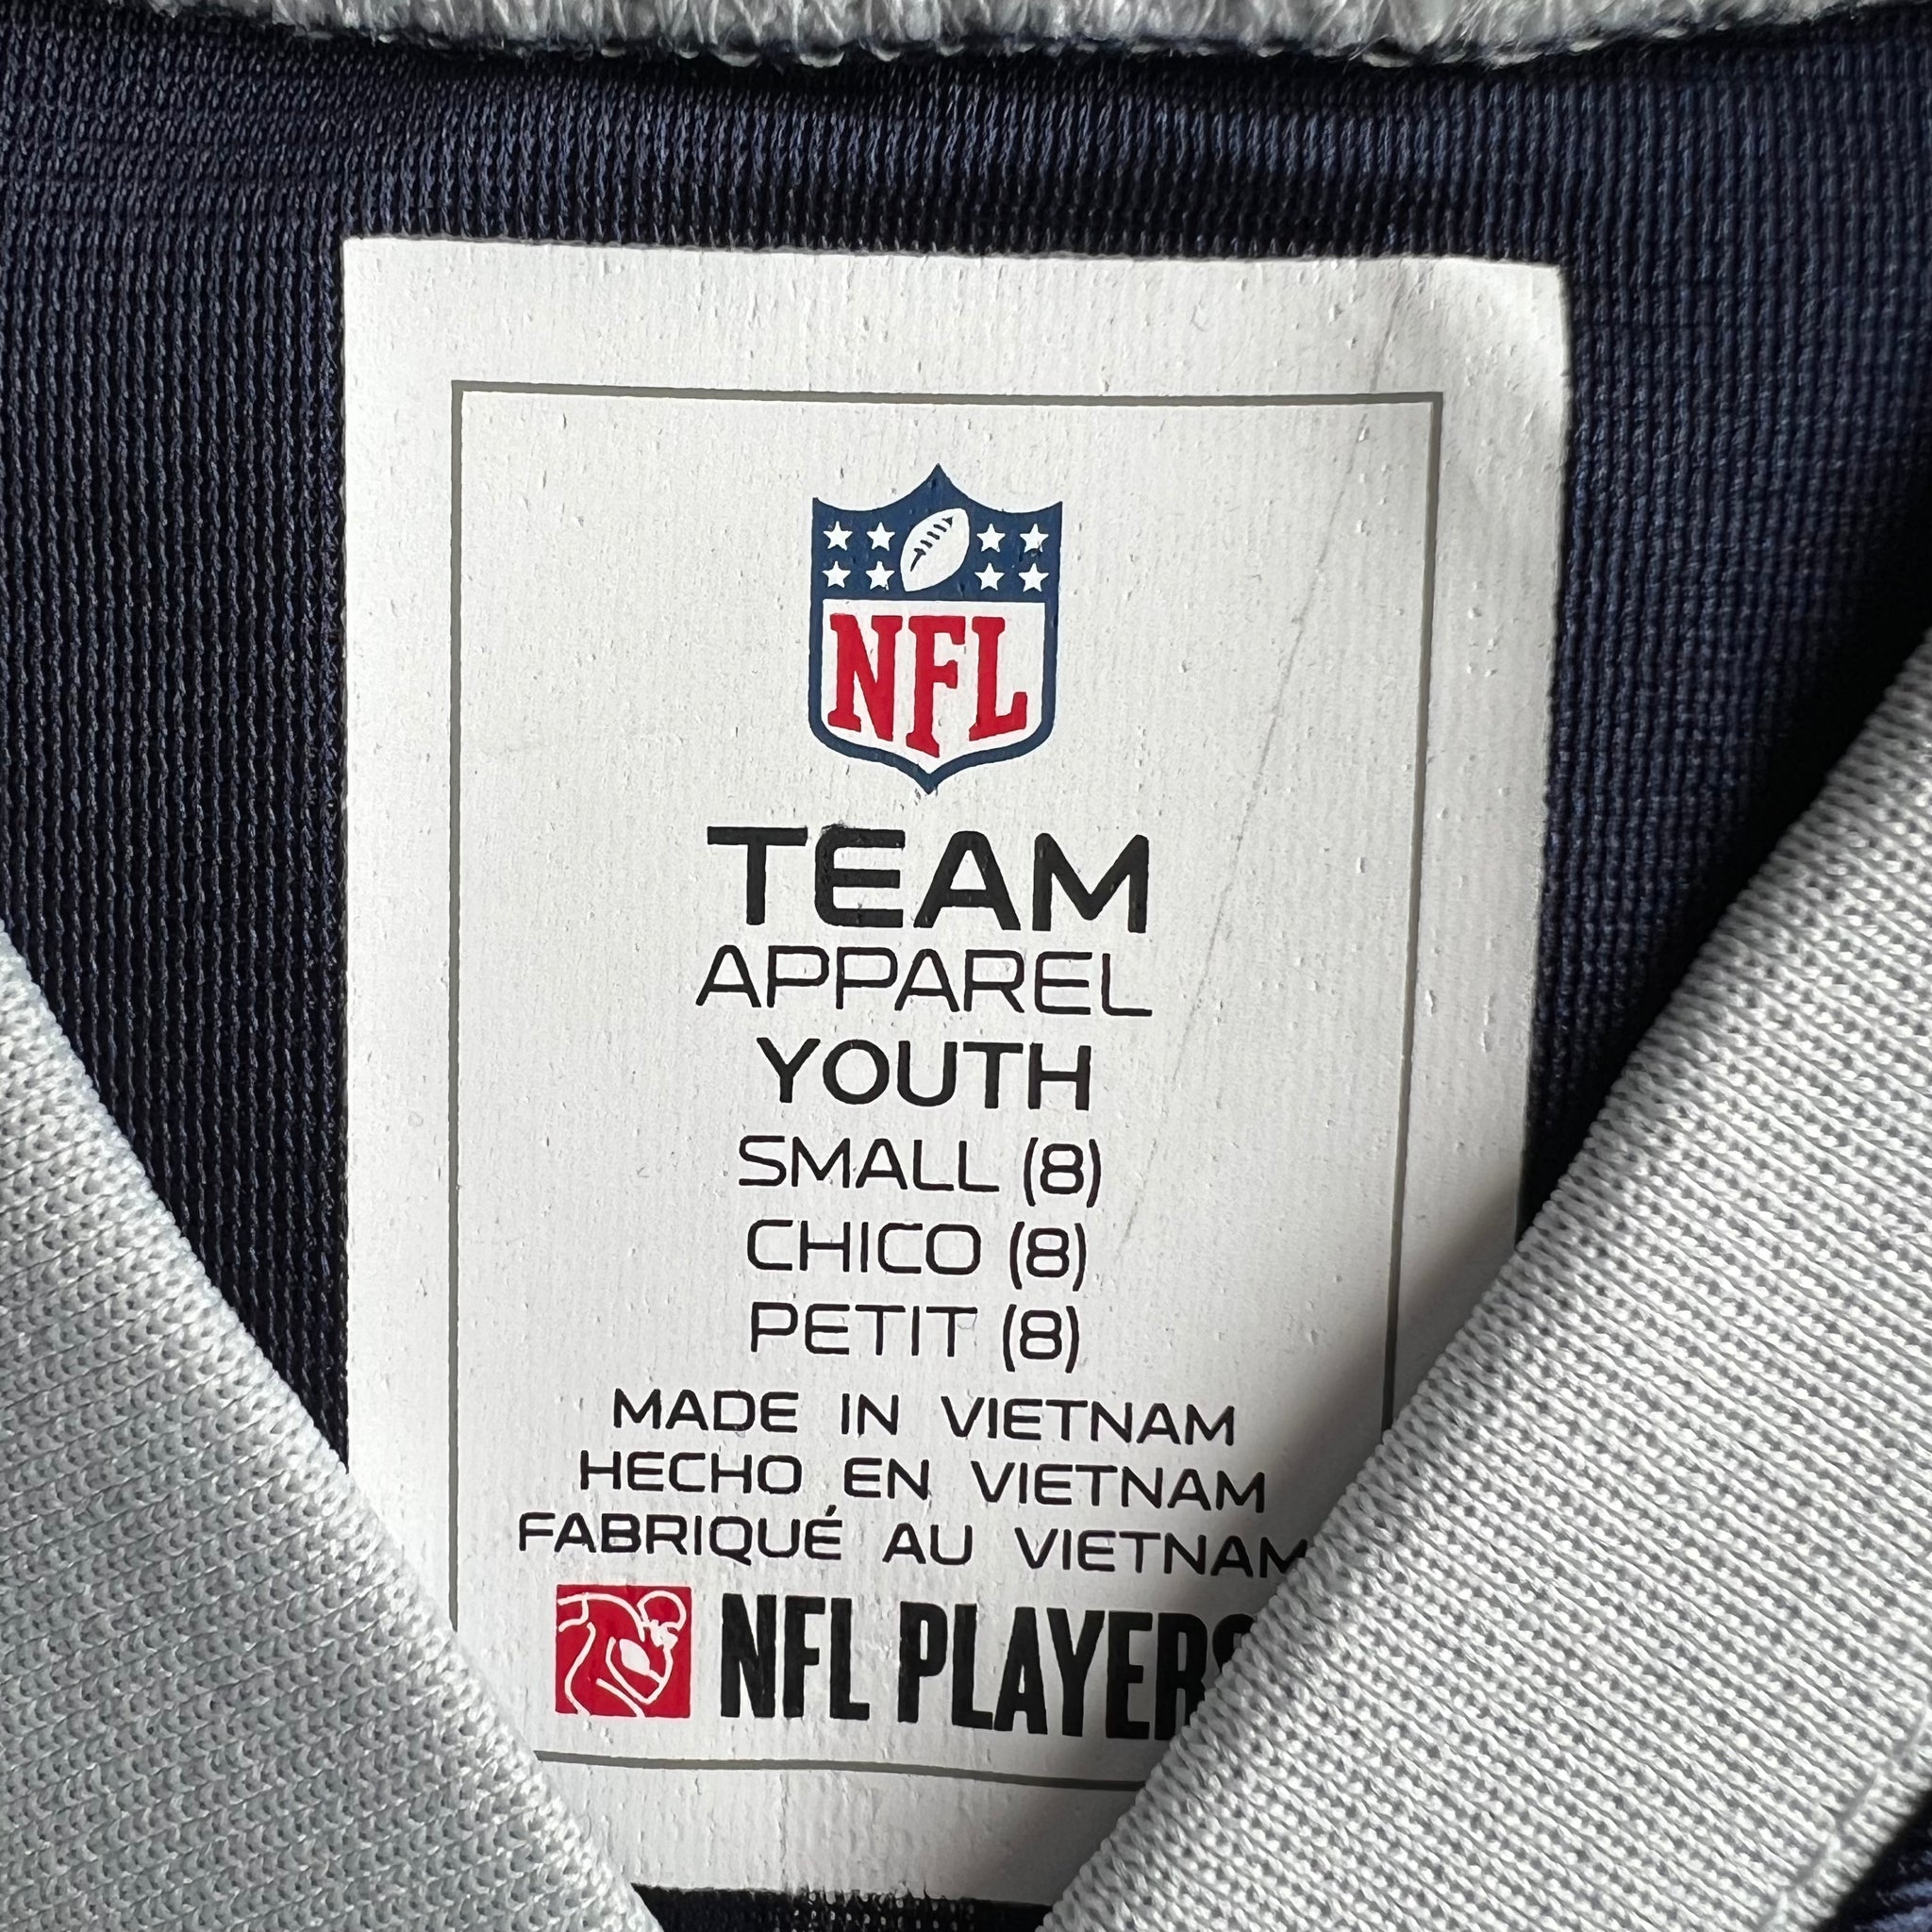 NFL
TEAM
APPAREL
YOUTH
SMALL (8)
CHICO (8)
PETIT (8)
MADE IN VIETNAM
HECHO EN VIETNAM
FABRIQUÉ AU VIETNAM
NFL PLAYERS